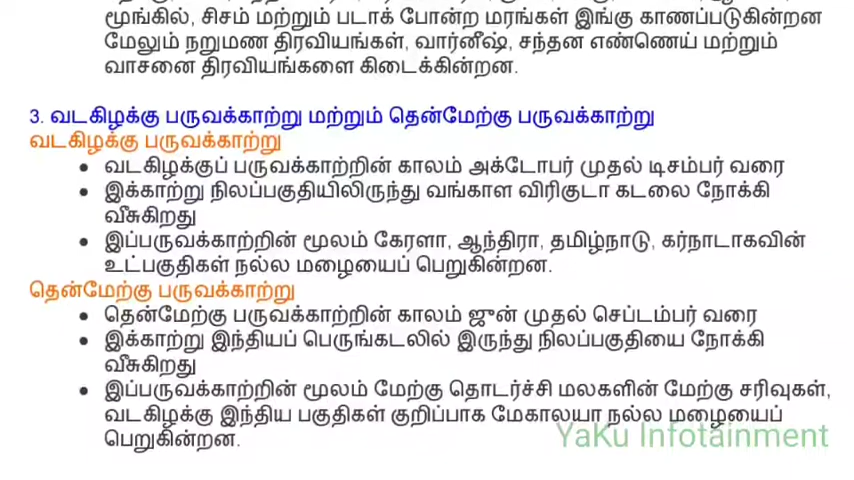 மூங்கில், சிசம் மற்றும் படாக் போன்ற மரங்கள் இங்கு காணப்படுகின்றன
மேலும் நறுமண திரவியங்கள், வார்னீஷ், சந்தன எண்ணெய் மற்றும்
வாசனை திரவியங்களை கிடைக்கின்றன.
3. வடகிழக்கு பருவக்காற்று மற்றும் தென்மேற்கு பருவக்காற்று
வடகிழக்கு பருவக்காற்று
● வடகிழக்குப் பருவக்காற்றின் காலம் அக்டோபர் முதல் டிசம்பர் வரை
● இக்காற்று நிலப்பகுதியிலிருந்து வங்காள விரிகுடா கடலை நோக்கி
வீசுகிறது
● இப்பருவக்காற்றின் மூலம் கேரளா, ஆந்திரா, தமிழ்நாடு, கர்நாடாகவின்
உட்பகுதிகள் நல்ல மழையைப் பெறுகின்றன.
தென்மேற்கு பருவக்காற்று
● தென்மேற்கு பருவக்காற்றின் காலம் ஜுன் முதல் செப்டம்பர் வரை
● இக்காற்று இந்தியப் பெருங்கடலில் இருந்து நிலப்பகுதியை நோக்கி
வீசுகிறது
● இப்பருவக்காற்றின் மூலம் மேற்கு தொடர்ச்சி மலகளின் மேற்கு சரிவுகள்,
வடகிழக்கு இந்திய பகுதிகள் குறிப்பாக மேகாலயா நல்ல மழையைப்
பெறுகின்றன.
YaKu Infotainment